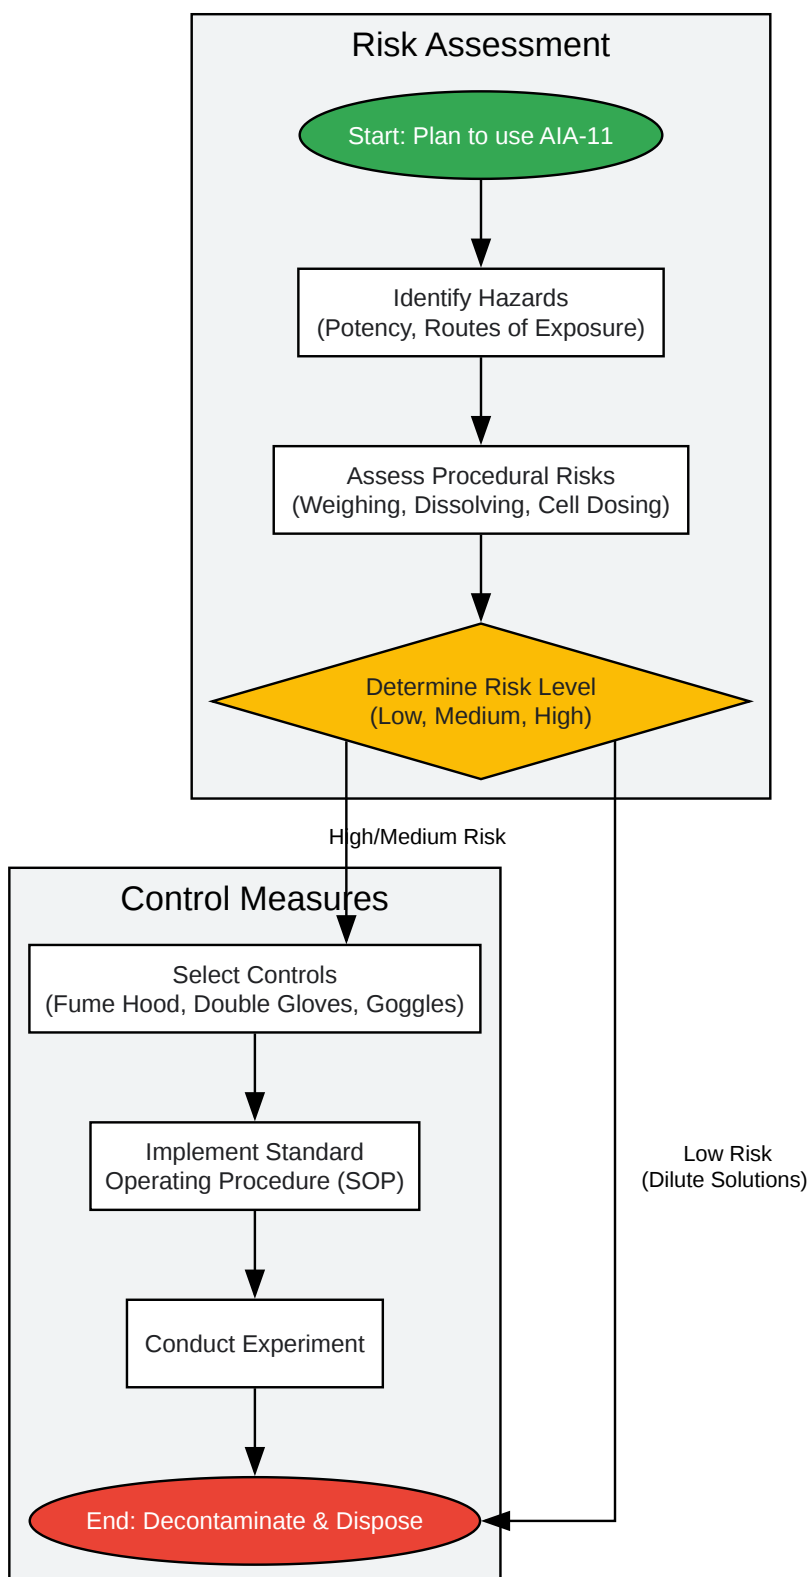 Risk Assessment
Start: Plan to use AIA-11
Identify Hazards
(Potency, Routes of Exposure)
Assess Procedural Risks
(Weighing, Dissolving, Cell Dosing)
Determine Risk Level
(Low, Medium, High)
High/Medium Risk
Control Measures
Select Controls
(Fume Hood, Double Gloves, Goggles)
Implement Standard
Operating Procedure (SOP)
Low Risk
(Dilute Solutions)
Conduct Experiment
End: Decontaminate & Dispose